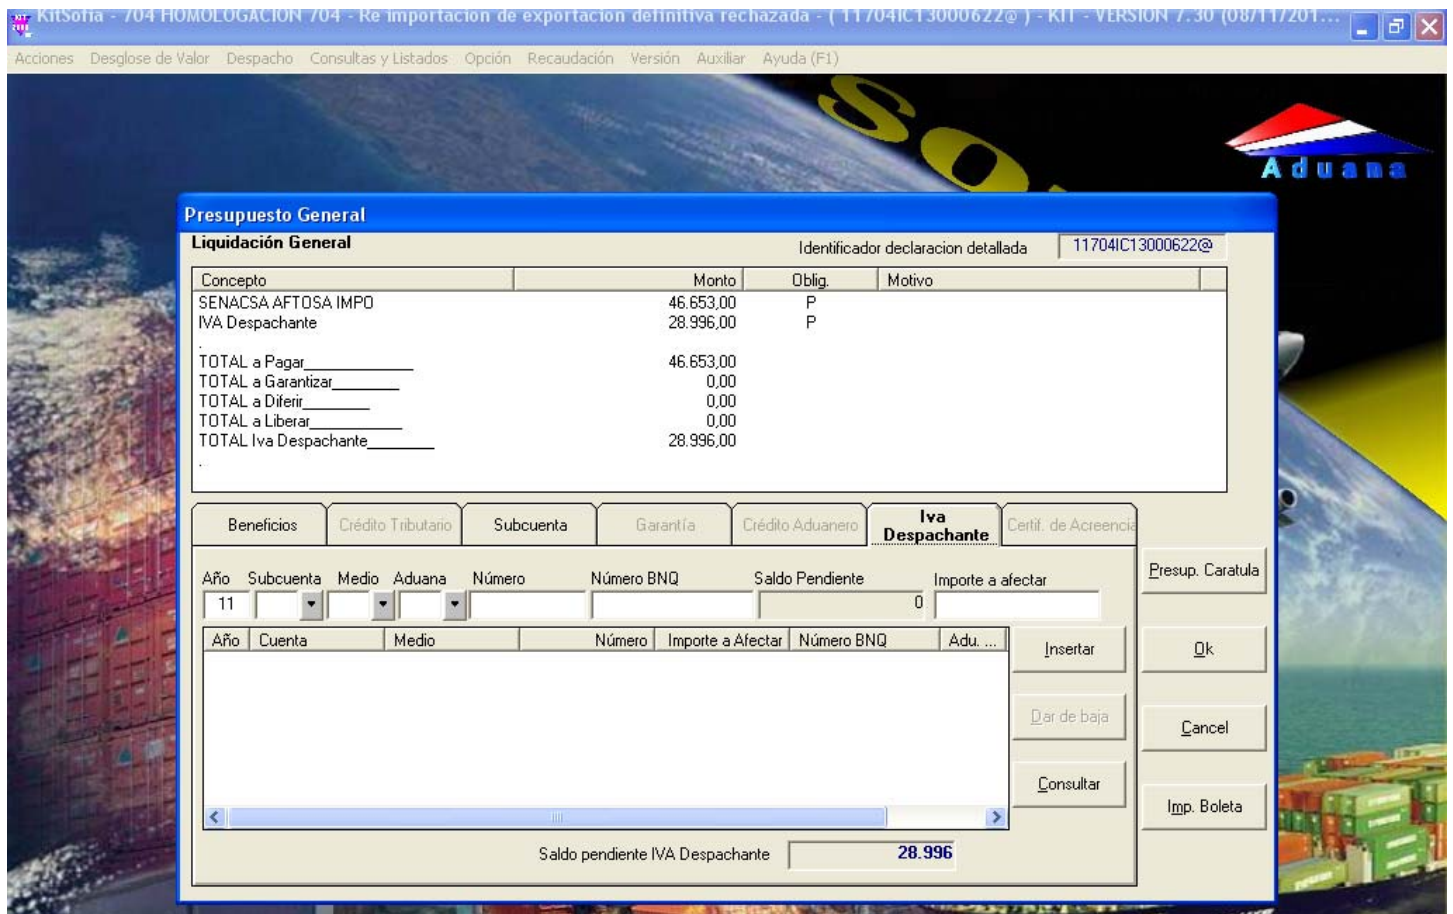 KitSofia - 704 HOMOLOGACION 704 - Re importacion de exportacion definitiva rechazada - ( 11704IC13000622@ ) - KIT - VERSION 7.30 (08/11/201...
Acciones Desglose de Valor Despacho Consultas y Listados Opción Recaudación Versión Auxiliar Ayuda (F1)
SO
Aduana
Presupuesto General
Liquidación General
Identificador declaracion detallada 11704IC13000622@
Concepto Monto Oblig. Motivo
SENACSA AFTOSA IMPO 46.653,00 P
IVA Despachante 28.996,00 P
.
TOTAL a Pagar____________ 46.653,00
TOTAL a Garantizar________ 0,00
TOTAL a Diferir________ 0,00
TOTAL a Liberar___________ 0,00
TOTAL Iva Despachante________ 28.996,00
.
Beneficios Crédito Tributario Subcuenta Garantía Crédito Aduanero Iva Despachante Certif. de Acreencia
Año Subcuenta Medio Aduana Número Número BNQ Saldo Pendiente Importe a afectar
11 0
Año Cuenta Medio Número Importe a Afectar Número BNQ Adu. ...
Insertar
Dar de baja
Consultar
Saldo pendiente IVA Despachante 28.996
Presup. Caratula
Ok
Cancel
Imp. Boleta